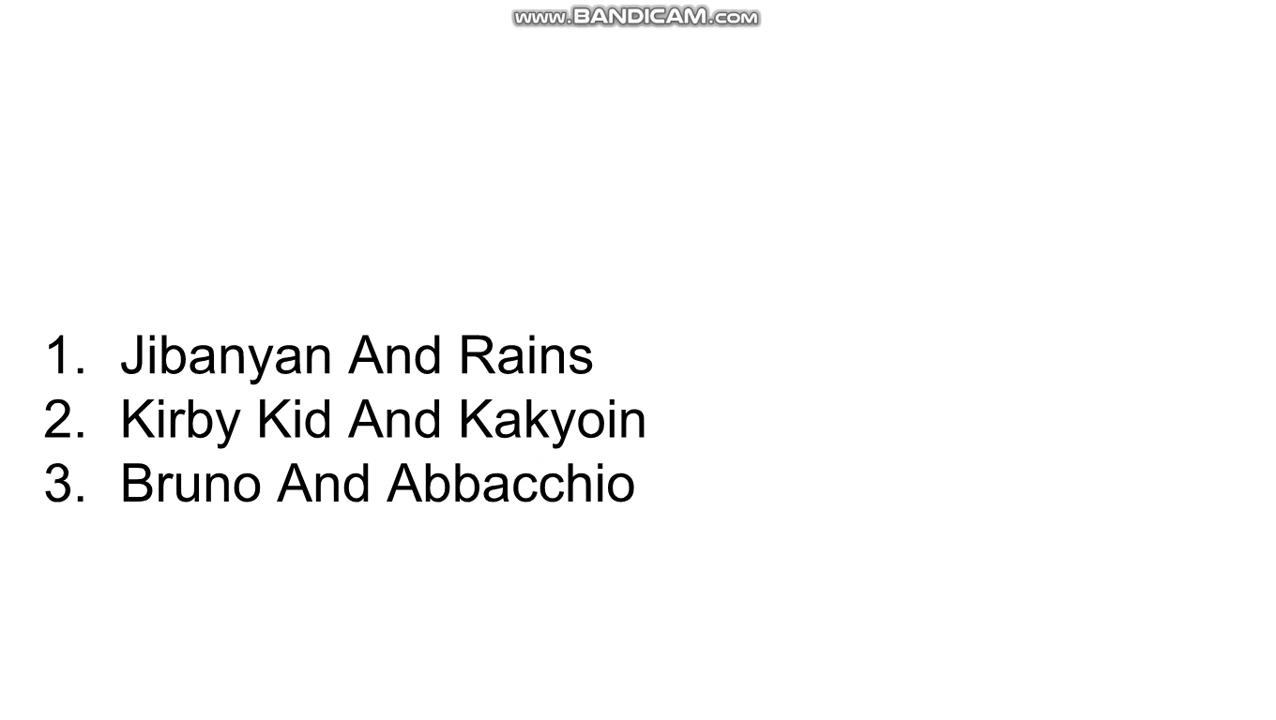 www.BANDICAM.com
1. Jibanyan And Rains
2. Kirby Kid And Kakyoin
3. Bruno And Abbacchio